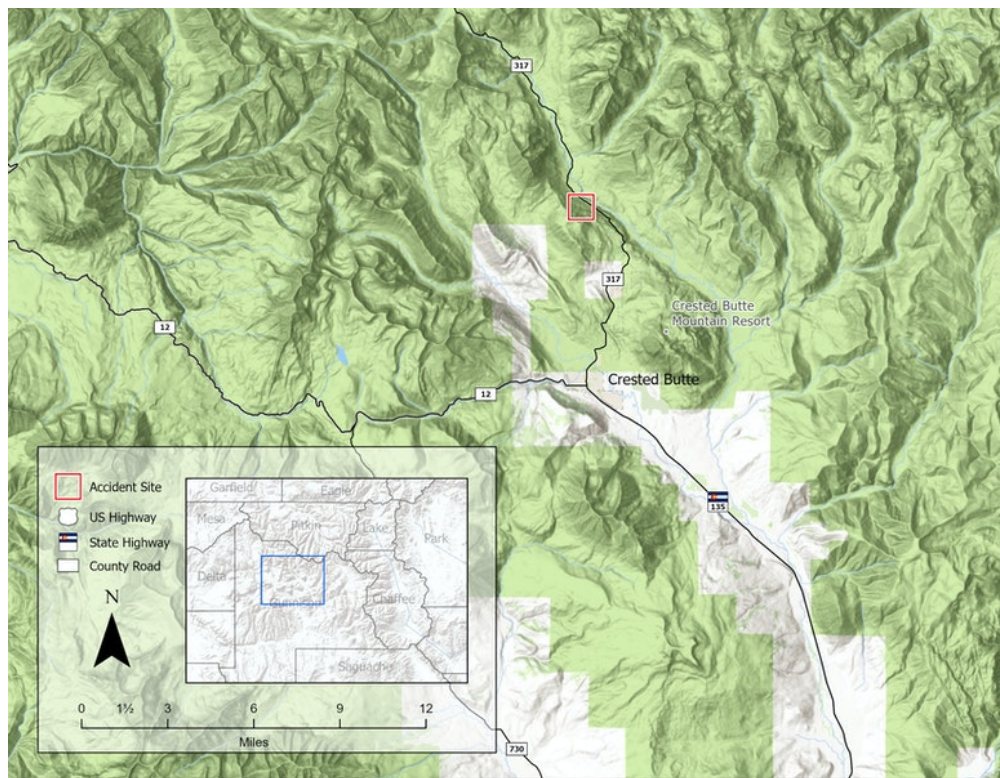 317
317
Crested Butte
Mountain Resort
12
Crested Butte
12
135
730
Accident Site
US Highway
State Highway
County Road
N
Garfield
Eagle
Mesa
Pitkin
Lake
Park
Delta
Gunnison
Chaffee
Saguache
0 1½ 3 6 9 12
Miles